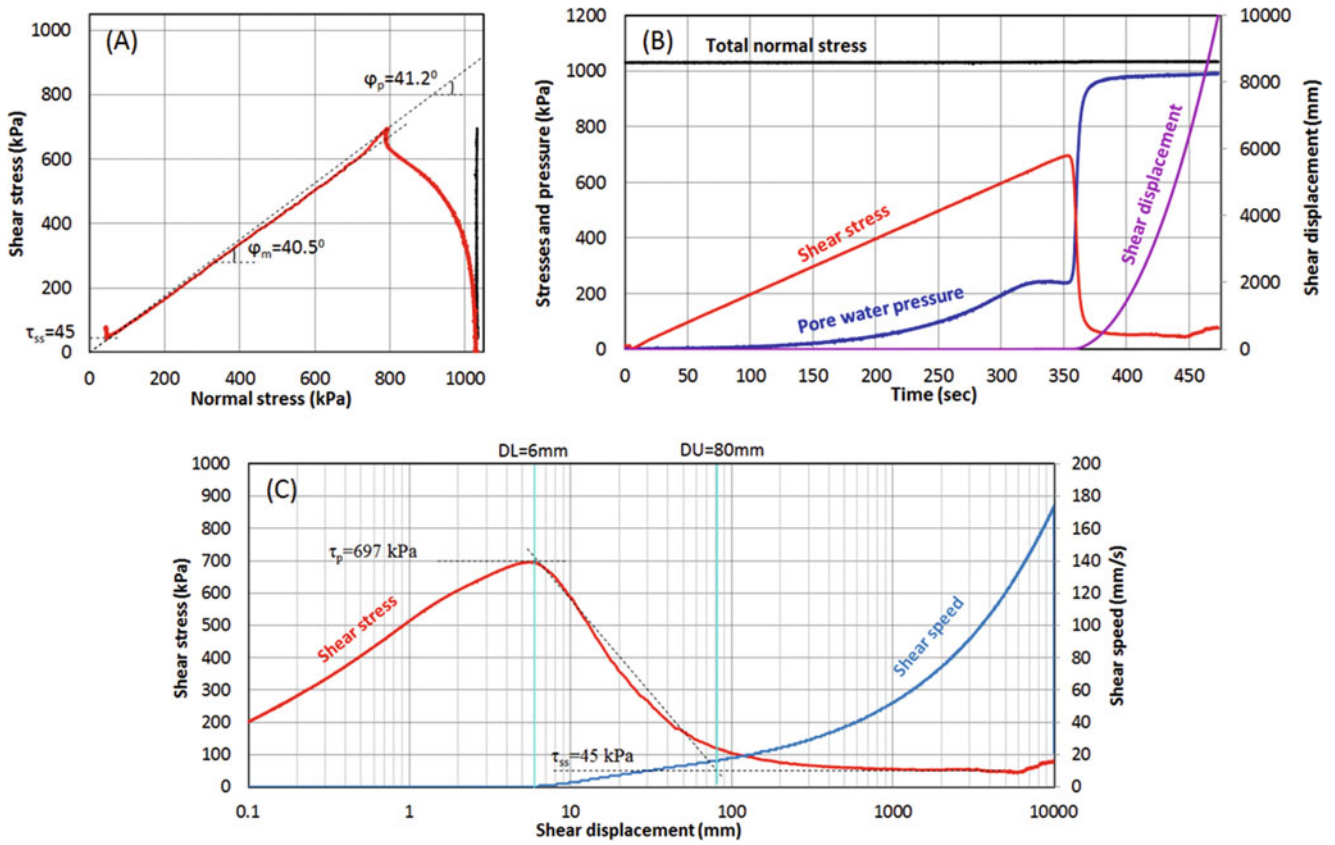 (A)
Shear stress (kPa)
1000
800
600
400
200
0
φp=41.2⁰
φm=40.5⁰
τss=45
0 200 400 600 800 1000
Normal stress (kPa)
(B)
Stresses and pressure (kPa)
1200
1000
800
600
400
200
0
Total normal stress
Shear stress
Pore water pressure
Shear displacement
10000
8000
6000
4000
2000
0
Shear displacement (mm)
0 50 100 150 200 250 300 350 400 450
Time (sec)
DL=6mm DU=80mm
(C)
Shear stress (kPa)
1000
900
800
700
600
500
400
300
200
100
0
τp=697 kPa
Shear stress
τss=45 kPa
Shear speed
200
180
160
140
120
100
80
60
40
20
0
Shear speed (mm/s)
0.1 1 10 100 1000 10000
Shear displacement (mm)